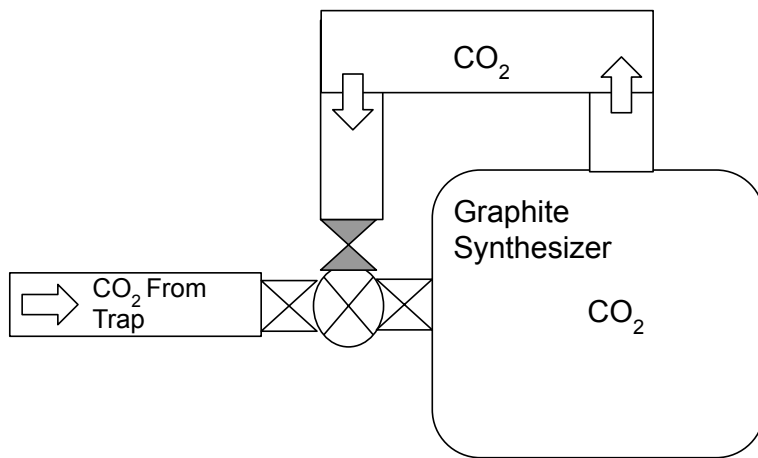 CO₂
Graphite
Synthesizer
CO₂ From
Trap
CO₂